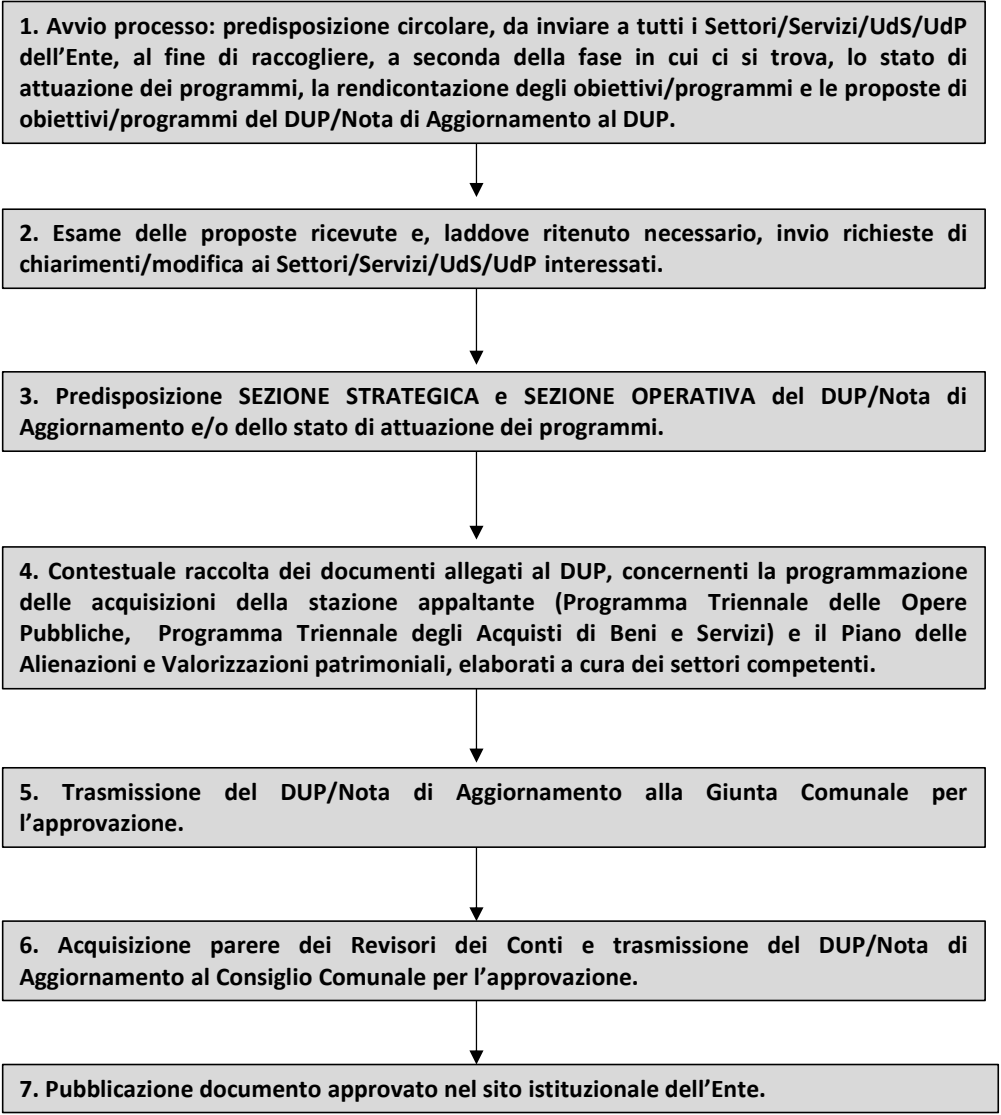 1. Avvio processo: predisposizione circolare, da inviare a tutti i Settori/Servizi/UdS/UdP
dell’Ente, al fine di raccogliere, a seconda della fase in cui ci si trova, lo stato di
attuazione dei programmi, la rendicontazione degli obiettivi/programmi e le proposte di
obiettivi/programmi del DUP/Nota di Aggiornamento al DUP.
2. Esame delle proposte ricevute e, laddove ritenuto necessario, invio richieste di
chiarimenti/modifica ai Settori/Servizi/UdS/UdP interessati.
3. Predisposizione SEZIONE STRATEGICA e SEZIONE OPERATIVA del DUP/Nota di
Aggiornamento e/o dello stato di attuazione dei programmi.
4. Contestuale raccolta dei documenti allegati al DUP, concernenti la programmazione
delle acquisizioni della stazione appaltante (Programma Triennale delle Opere
Pubbliche, Programma Triennale degli Acquisti di Beni e Servizi) e il Piano delle
Alienazioni e Valorizzazioni patrimoniali, elaborati a cura dei settori competenti.
5. Trasmissione del DUP/Nota di Aggiornamento alla Giunta Comunale per
l’approvazione.
6. Acquisizione parere dei Revisori dei Conti e trasmissione del DUP/Nota di
Aggiornamento al Consiglio Comunale per l’approvazione.
7. Pubblicazione documento approvato nel sito istituzionale dell’Ente.